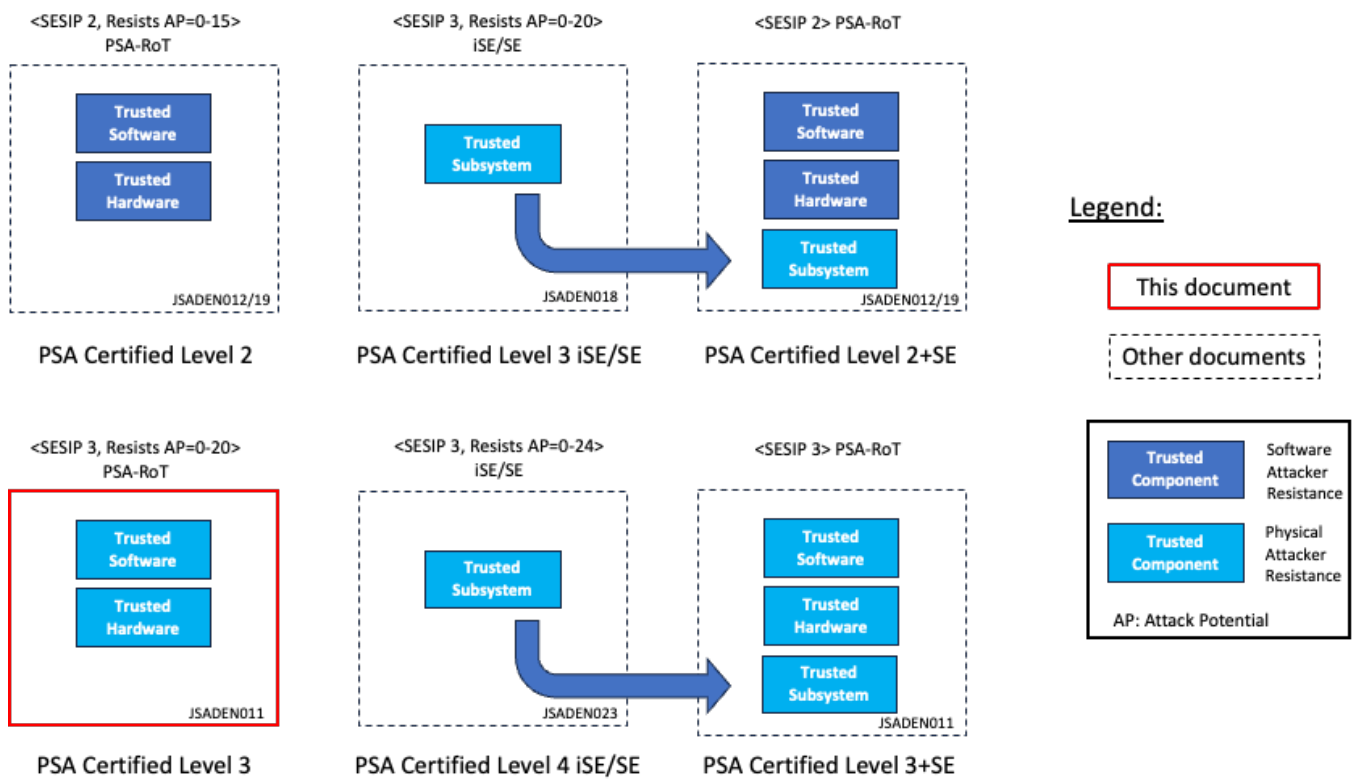 <SESIP 2, Resists AP=0-15>
PSA-RoT
Trusted
Software
Trusted
Hardware
JSADEN012/19
PSA Certified Level 2
<SESIP 3, Resists AP=0-20>
iSE/SE
Trusted
Subsystem
JSADEN018
PSA Certified Level 3 iSE/SE
<SESIP 2> PSA-RoT
Trusted
Software
Trusted
Hardware
Trusted
Subsystem
JSADEN012/19
PSA Certified Level 2+SE
<SESIP 3, Resists AP=0-20>
PSA-RoT
Trusted
Software
Trusted
Hardware
JSADEN011
PSA Certified Level 3
<SESIP 3, Resists AP=0-24>
iSE/SE
Trusted
Subsystem
JSADEN023
PSA Certified Level 4 iSE/SE
<SESIP 3> PSA-RoT
Trusted
Software
Trusted
Hardware
Trusted
Subsystem
JSADEN011
PSA Certified Level 3+SE
Legend:
This document
Other documents
Trusted
Component
Software
Attacker
Resistance
Trusted
Component
Physical
Attacker
Resistance
AP: Attack Potential